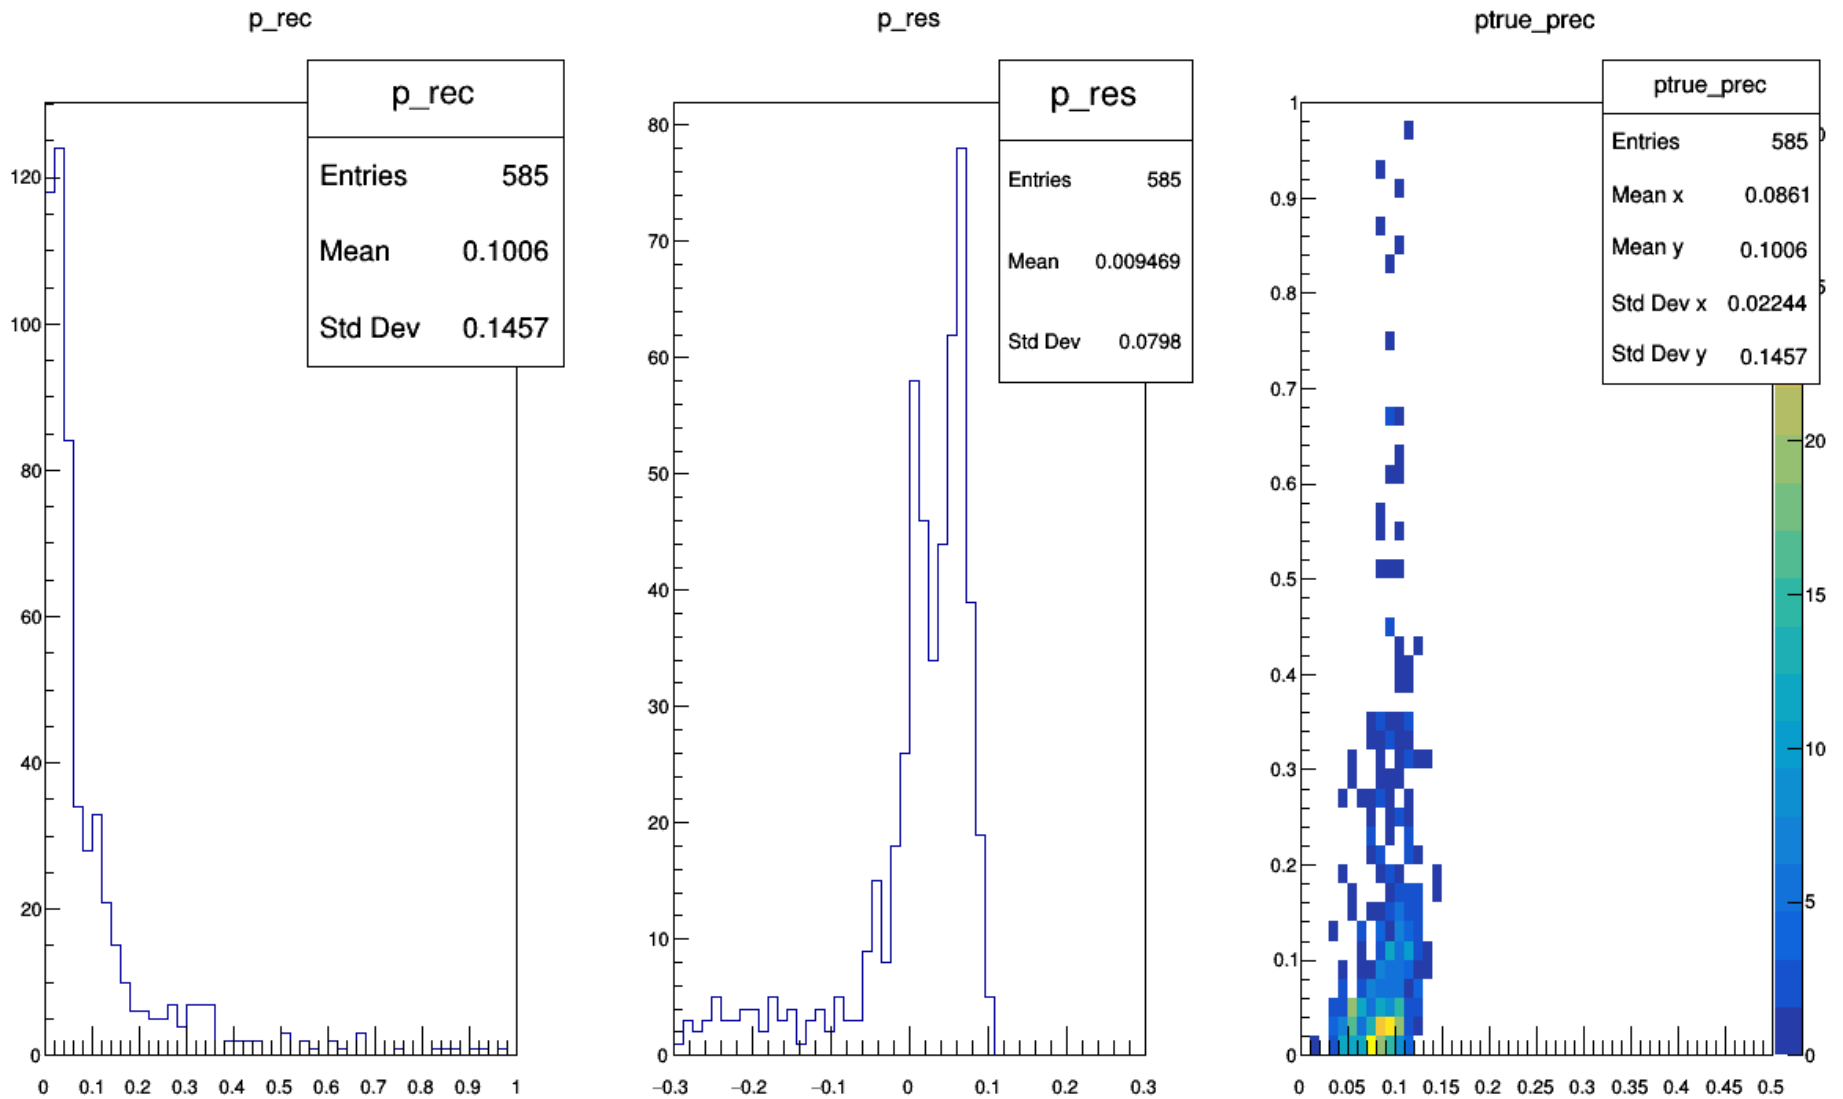 p_rec
p_rec
Entries 585
Mean 0.1006
Std Dev 0.1457
120
100
80
60
40
20
0
0 0.1 0.2 0.3 0.4 0.5 0.6 0.7 0.8 0.9 1
p_res
p_res
Entries 585
Mean 0.009469
Std Dev 0.0798
80
70
60
50
40
30
20
10
0
−0.3 −0.2 −0.1 0 0.1 0.2 0.3
ptrue_prec
ptrue_prec
Entries 585
Mean x 0.0861
Mean y 0.1006
Std Dev x 0.02244
Std Dev y 0.1457
1
0.9
0.8
0.7
0.6
0.5
0.4
0.3
0.2
0.1
0
0 0.05 0.1 0.15 0.2 0.25 0.3 0.35 0.4 0.45 0.5
20
15
10
5
0